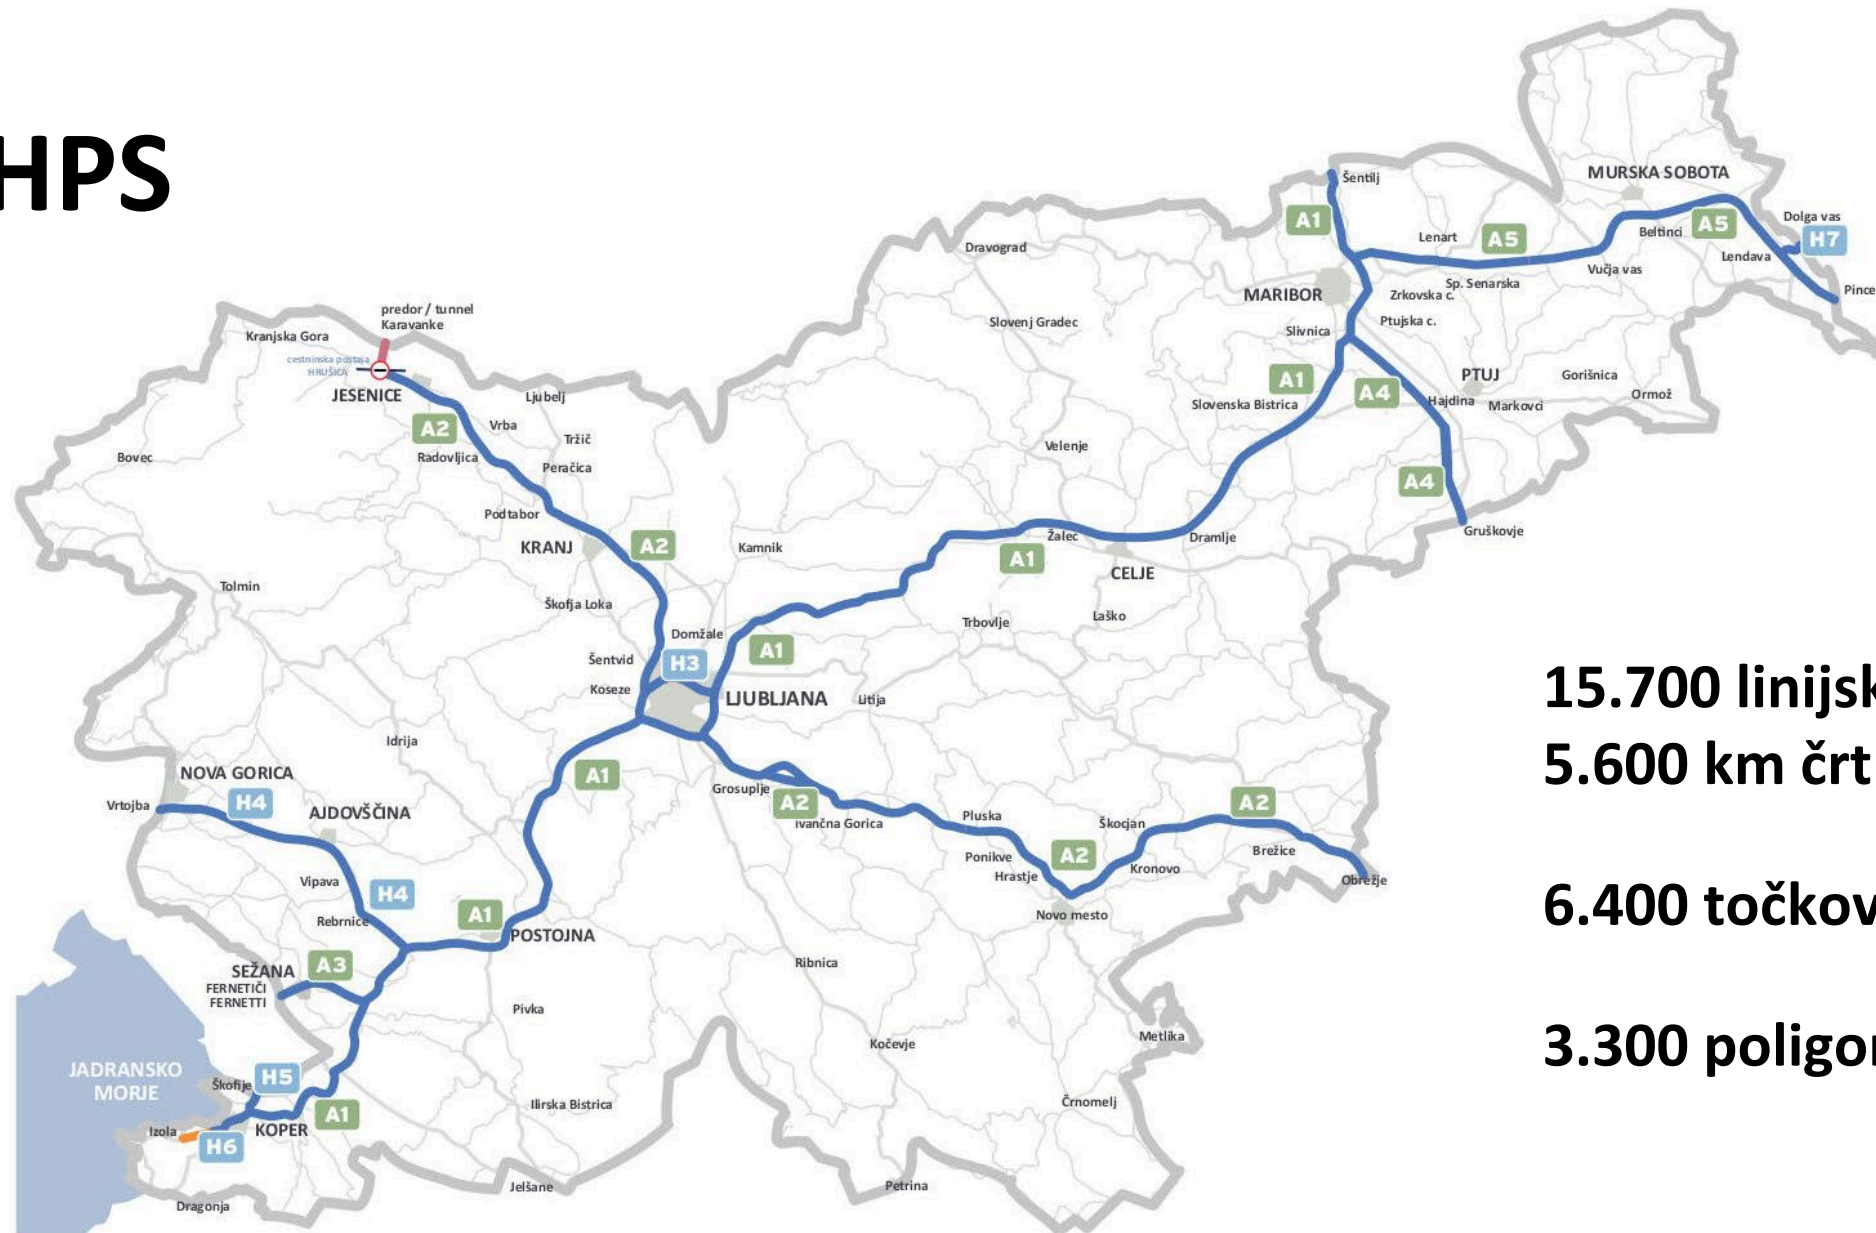 HPS
MURSKA SOBOTA
Šentilj
A1
Dolga vas
A5
H7
Lenart
A5
Beltinci
Dravograd
Lendava
Vučja vas
Sp. Senarska
MARIBOR
Zrkovska c.
Pince
predor / tunnel
Karavanke
Slovenj Gradec
Ptujska c.
Kranjska Gora
Slivnica
cestninska postaja
HRUŠICA
PTUJ
Gorišnica
A1
JESENICE
Ljubelj
A4
Ormož
Slovenska Bistrica
Hajdina
Markovci
A2
Vrba
Tržič
Velenje
Bovec
Radovljica
Peračica
A4
Podtabor
Gruškovje
KRANJ
A2
Kamnik
Žalec
Dramlje
A1
CELJE
Tolmin
Škofja Loka
Laško
Trbovlje
Domžale
A1
Šentvid
H3
Koseze
LJUBLJANA
Litija
15.700 linijsk
Idrija
5.600 km črt
NOVA GORICA
A1
Grosuplje
Vrtojba
H4
AJDOVŠČINA
A2
A2
Ivančna Gorica
Pluska
Škocjan
Ponikve
A2
Brežice
Hrastje
Kronovo
Vipava
Obrežje
H4
6.400 točkov
Rebrnice
A1
Novo mesto
POSTOJNA
SEŽANA
A3
Ribnica
FERNETIČI
FERNETTI
Pivka
Metlika
Kočevje
3.300 poligon
JADRANSKO
MORJE
Škofije
H5
A1
Ilirska Bistrica
Črnomelj
Izola
KOPER
H6
Jelšane
Petrina
Dragonja